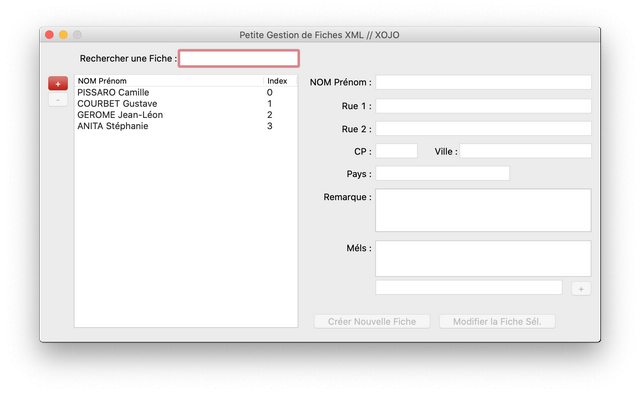 Petite Gestion de Fiches XML // XOJO
Rechercher une Fiche :
+
-
NOM Prénom Index
PISSARO Camille 0
COURBET Gustave 1
GEROME Jean-Léon 2
ANITA Stéphanie 3
NOM Prénom :
Rue 1 :
Rue 2 :
CP : Ville :
Pays :
Remarque :
Méls :
+
Créer Nouvelle Fiche Modifier la Fiche Sél.